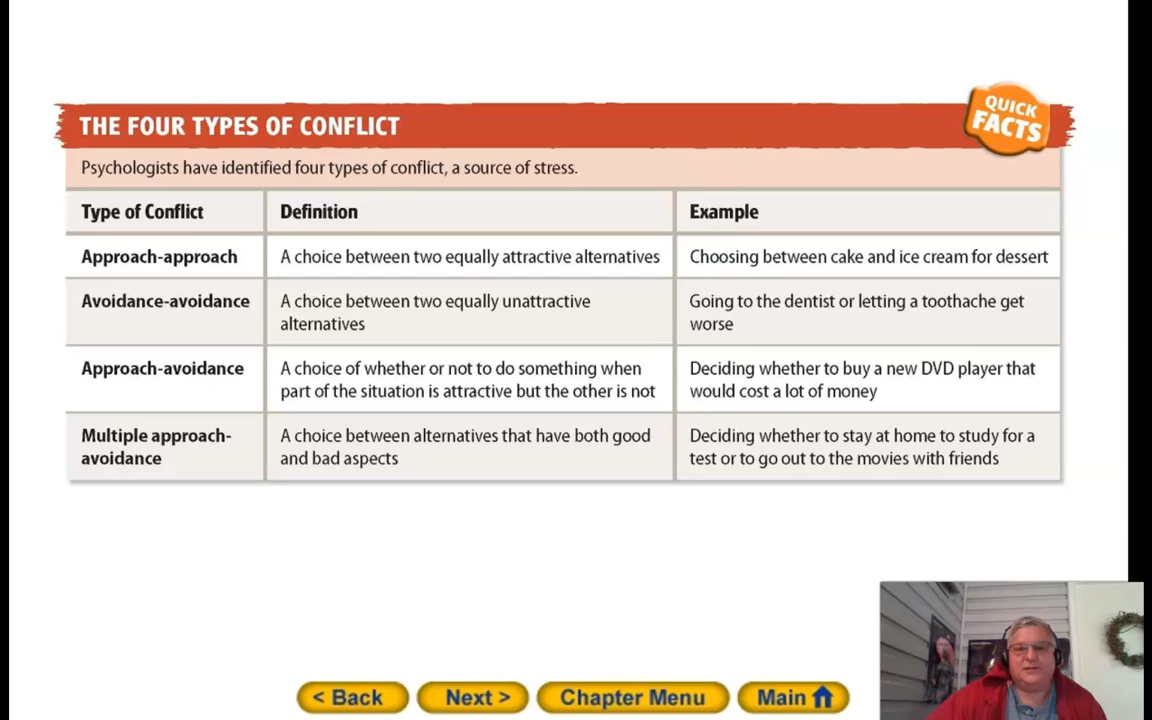 QUICK
FACTS
THE FOUR TYPES OF CONFLICT
Psychologists have identified four types of conflict, a source of stress.
Type of Conflict
Definition
Example
Approach-approach
A choice between two equally attractive alternatives
Choosing between cake and ice cream for dessert
Avoidance-avoidance
A choice between two equally unattractive
alternatives
Going to the dentist or letting a toothache get
worse
Approach-avoidance
A choice of whether or not to do something when
part of the situation is attractive but the other is not
Deciding whether to buy a new DVD player that
would cost a lot of money
Multiple approach-
avoidance
A choice between alternatives that have both good
and bad aspects
Deciding whether to stay at home to study for a
test or to go out to the movies with friends
< Back
Next >
Chapter Menu
Main